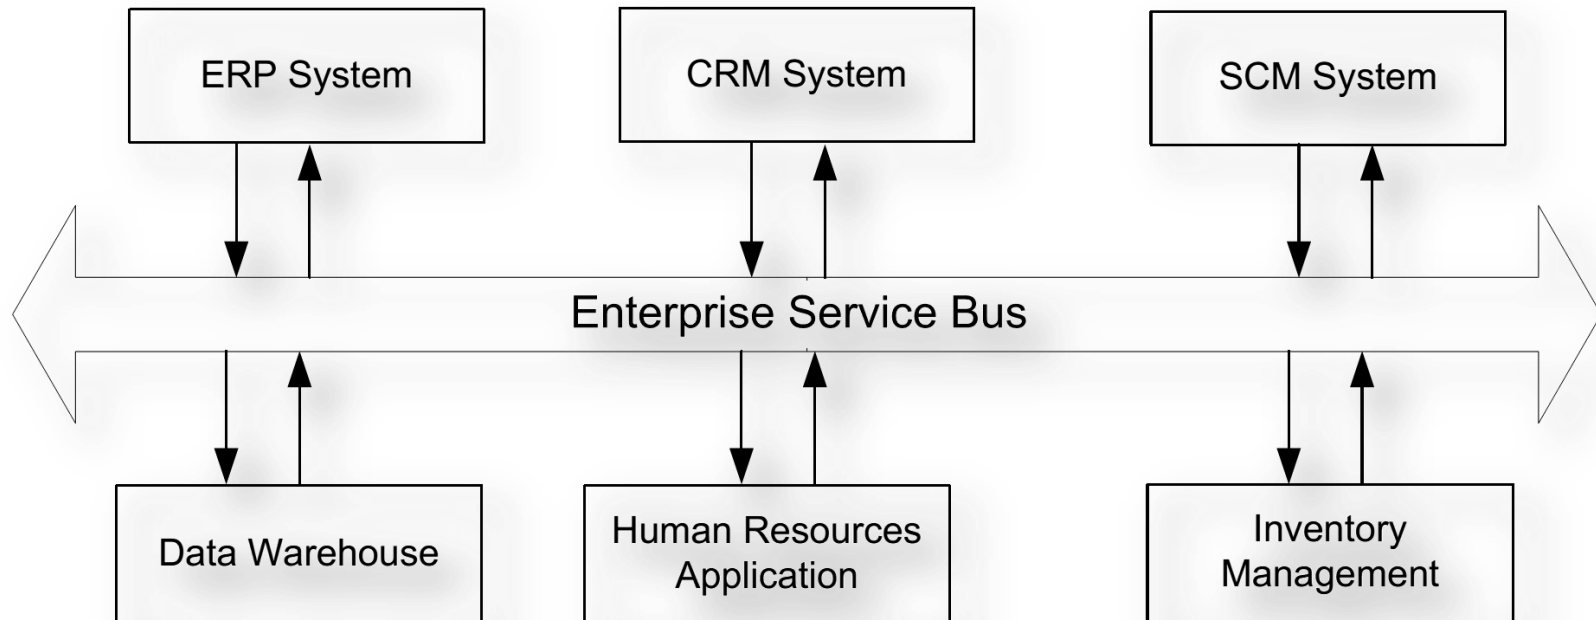 ERP System
CRM System
SCM System
Enterprise Service Bus
Data Warehouse
Human Resources
Application
Inventory
Management